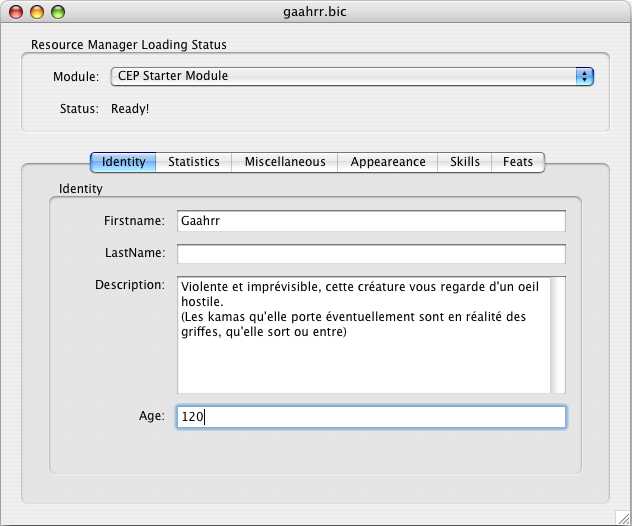 gaahrr.bic
Resource Manager Loading Status
Module: CEP Starter Module
Status: Ready!
Identity Statistics Miscellaneous Appeareance Skills Feats
Identity
Firstname: Gaahrr
LastName:
Description: Violente et imprévisible, cette créature vous regarde d'un oeil
hostile.
(Les kamas qu'elle porte éventuellement sont en réalité des
griffes, qu'elle sort ou entre)
Age: 120